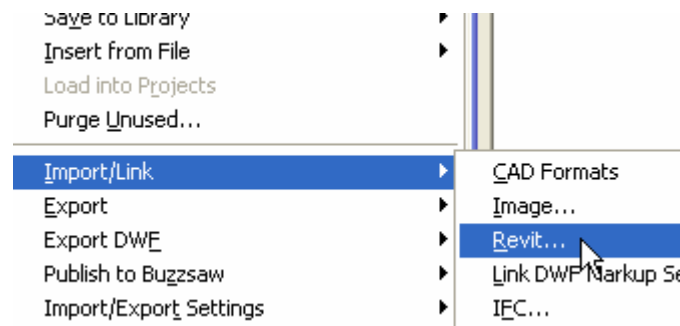 Save to Library
Insert from File
Load into Projects
Purge Unused...
Import/Link
Export
Export DWF
Publish to Buzzsaw
Import/Export Settings
CAD Formats
Image...
Revit...
Link DWF Markup Se
IFC...